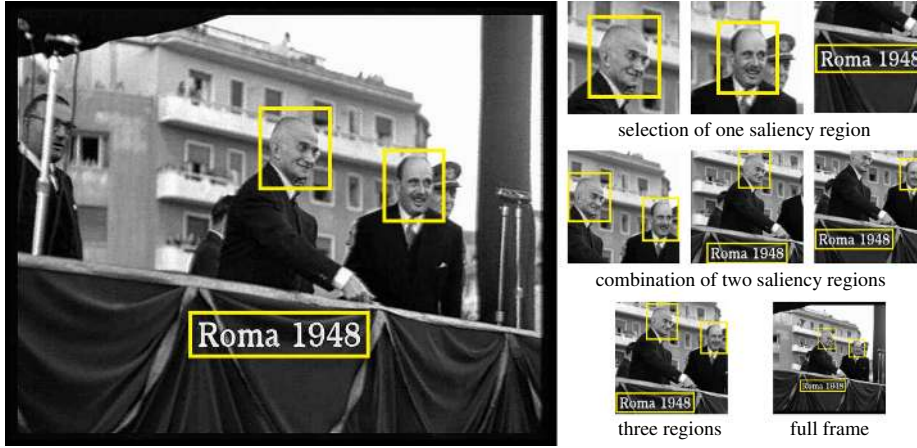 Roma 1948
Roma 1948
selection of one saliency region
Roma 1948
Roma 1948
combination of two saliency regions
Roma 1948
Roma 1948
three regions
full frame